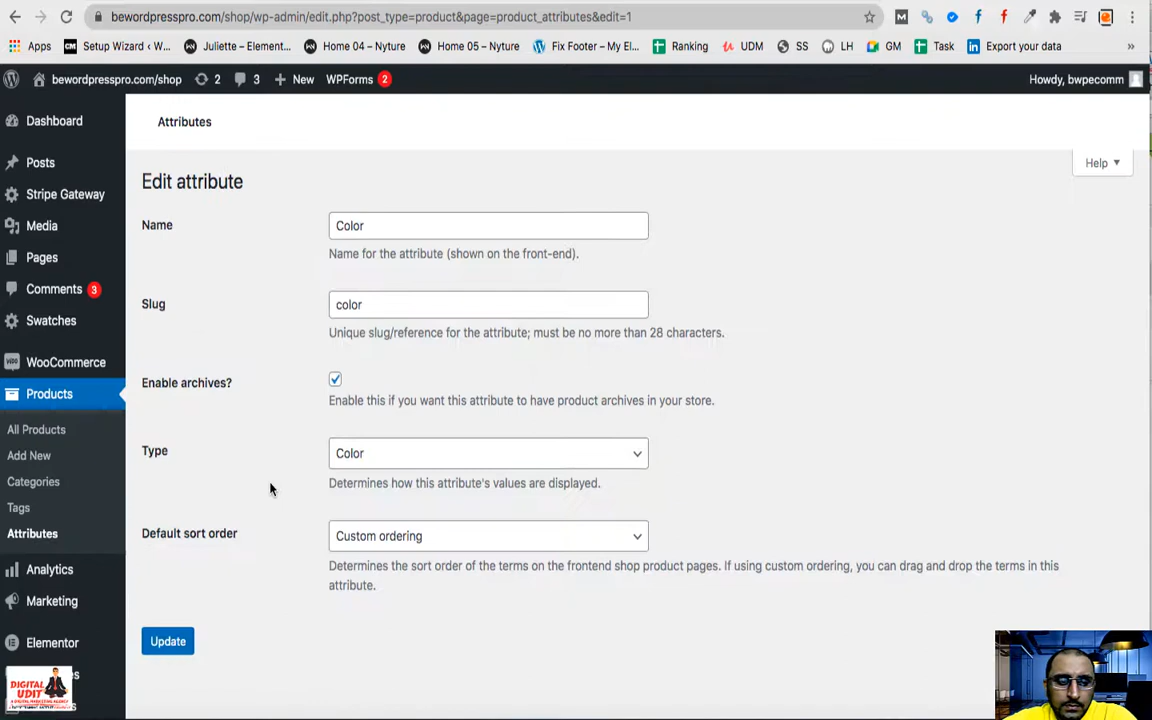 bewordpresspro.com/shop/wp-admin/edit.php?post_type=product&page=product_attributes&edit=1
Apps
CM Setup Wizard ‹ W...
Juliette – Element...
Home 04 – Nyture
Home 05 – Nyture
Fix Footer – My El...
Ranking
UDM
SS
LH
GM
Task
Export your data
»
bewordpresspro.com/shop
2
3
+ New
WPForms 2
Howdy, bwpecomm
Dashboard
Posts
Stripe Gateway
Media
Pages
Comments 3
Swatches
WooCommerce
Products
All Products
Add New
Categories
Tags
Attributes
Analytics
Marketing
Elementor
Attributes
Help
Edit attribute
Name
Color
Name for the attribute (shown on the front-end).
Slug
color
Unique slug/reference for the attribute; must be no more than 28 characters.
Enable archives?
Enable this if you want this attribute to have product archives in your store.
Type
Color
Determines how this attribute's values are displayed.
Default sort order
Custom ordering
Determines the sort order of the terms on the frontend shop product pages. If using custom ordering, you can drag and drop the terms in this
attribute.
Update
DIGITAL
UDIT
A DIGITAL MARKETING AGENCY